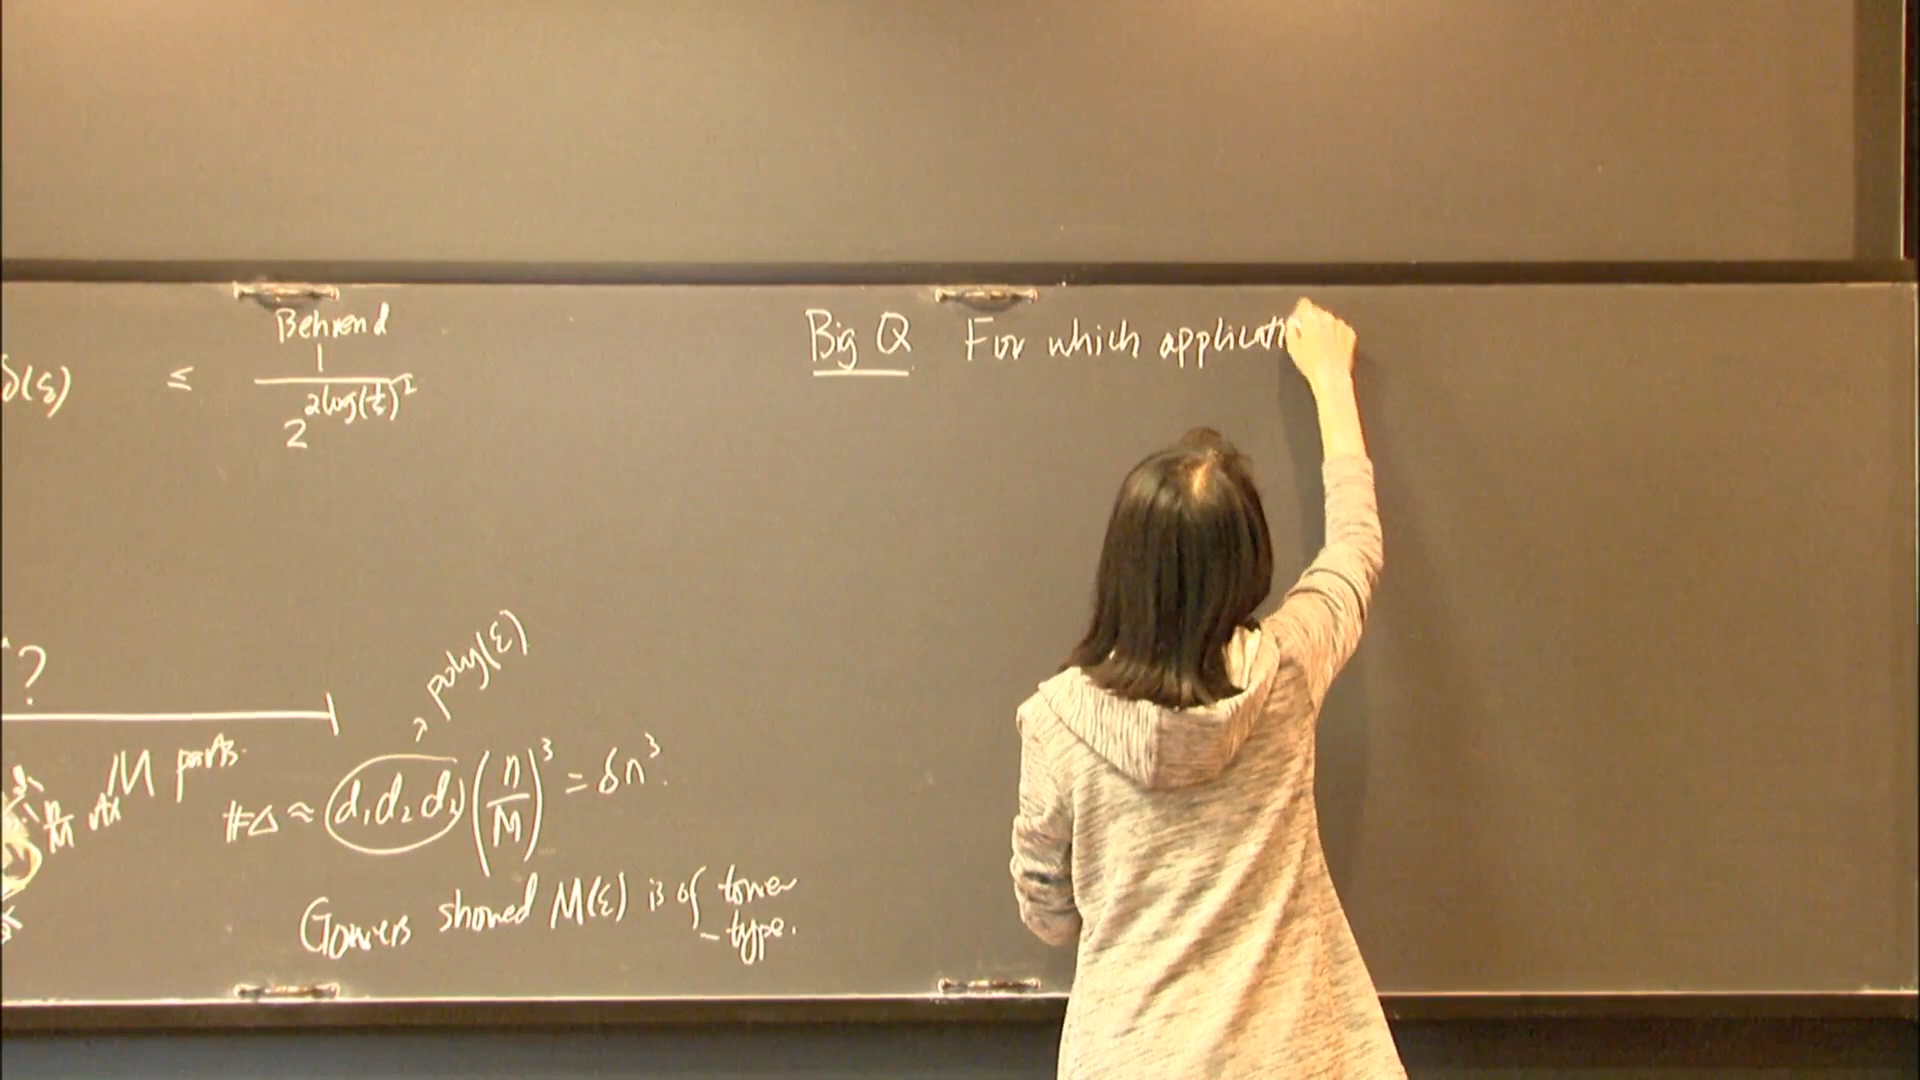 Behrend
δ(ε) ≤ 1 / 2^{2log(1/ε)^2}
Big Q For which applicati
?
poly(ε)
M parts.
n/M vtx
#Δ ≈ d₁d₂d₃ (n/M)³ = δn³.
Gowers showed M(ε) is of tower
-type.